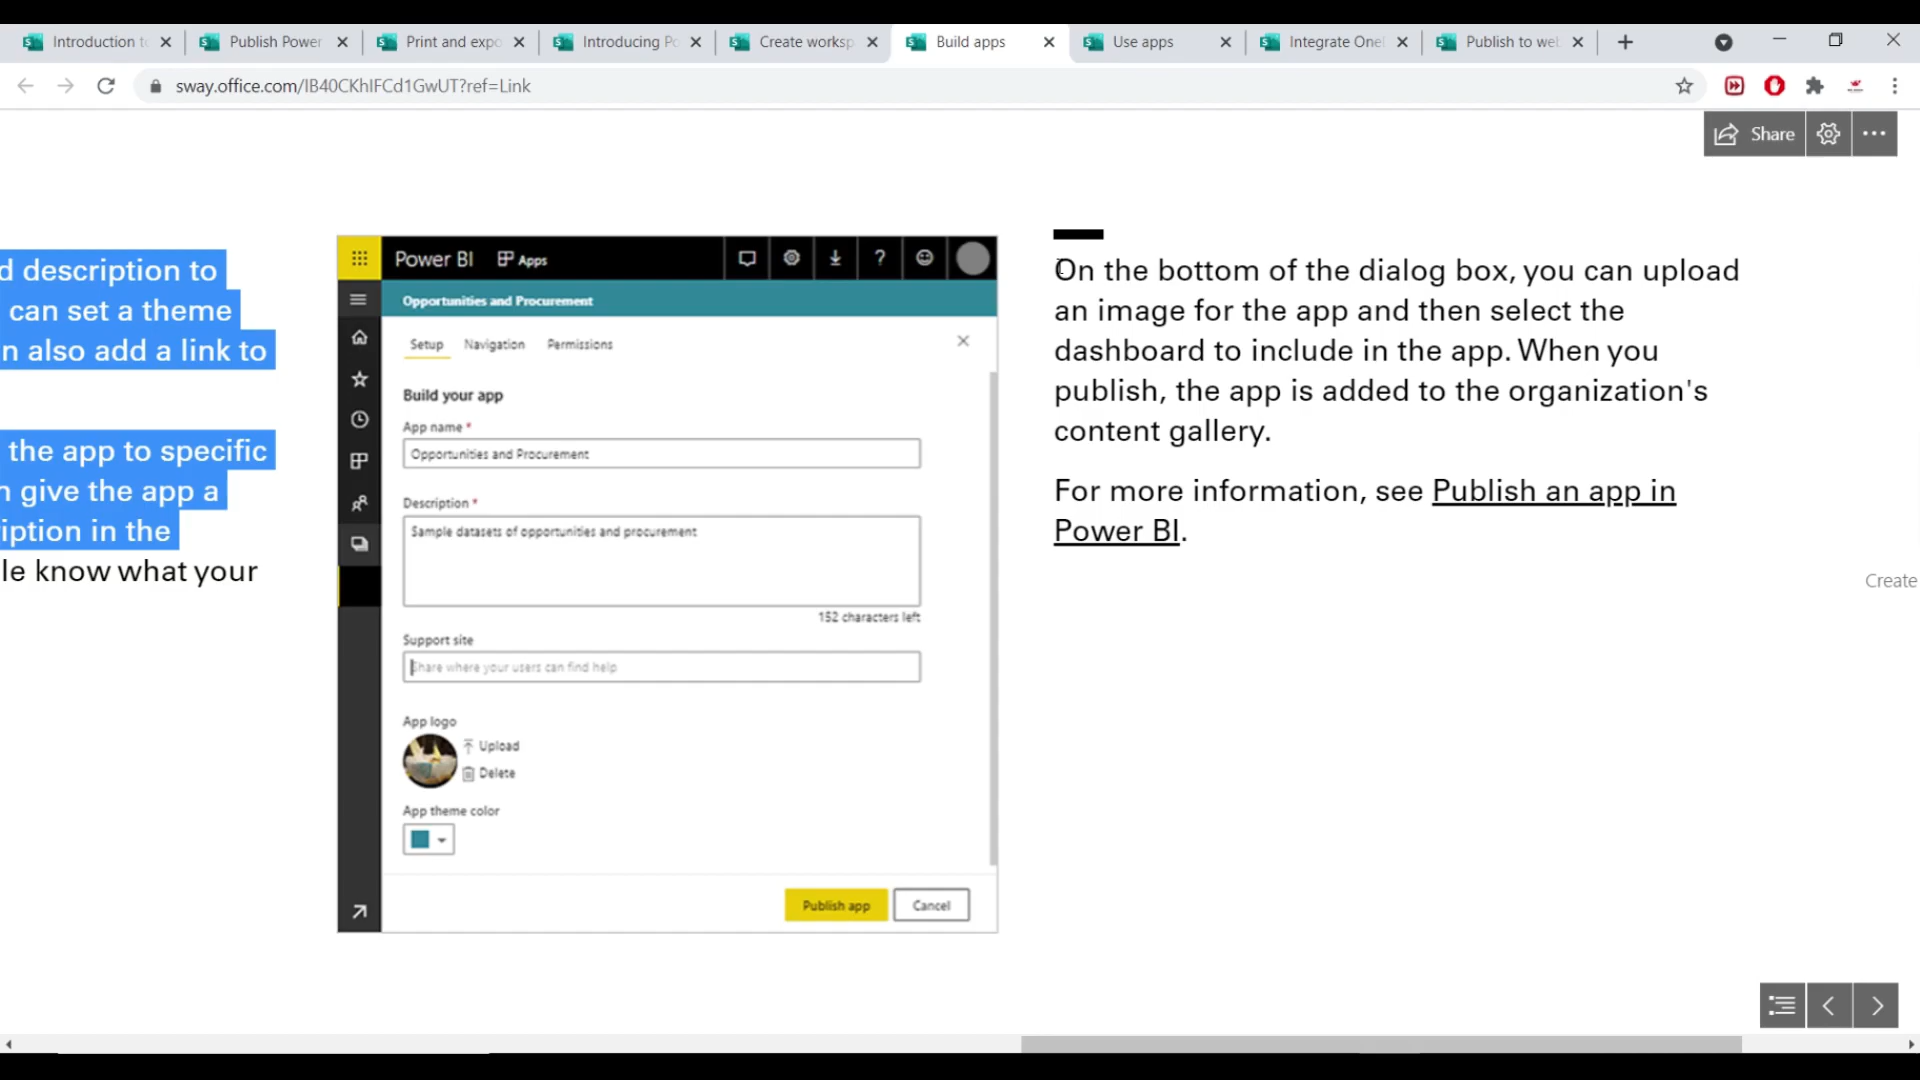 Introduction to
Publish Power
Print and expo
Introducing Po
Create worksp
Build apps
Use apps
Integrate OneD
Publish to web
sway.office.com/IB40CKhIFCd1GwUT?ref=Link
Share
d description to
can set a theme
n also add a link to
the app to specific
n give the app a
iption in the
le know what your
Power BI
Apps
Opportunities and Procurement
Setup
Navigation
Permissions
Build your app
App name *
Opportunities and Procurement
Description *
Sample datasets of opportunities and procurement
152 characters left
Support site
Share where your users can find help
App logo
Upload
Delete
App theme color
Publish app
Cancel
On the bottom of the dialog box, you can upload
an image for the app and then select the
dashboard to include in the app. When you
publish, the app is added to the organization's
content gallery.
For more information, see Publish an app in
Power BI.
Create